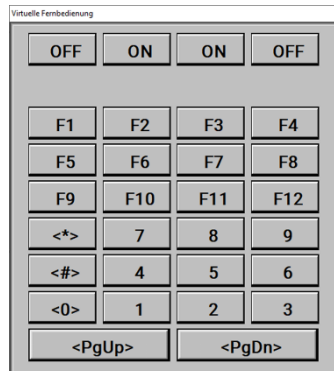 Virtuelle Fernbedienung
OFF ON ON OFF
F1 F2 F3 F4
F5 F6 F7 F8
F9 F10 F11 F12
<*> 7 8 9
<#> 4 5 6
<0> 1 2 3
<PgUp> <PgDn>